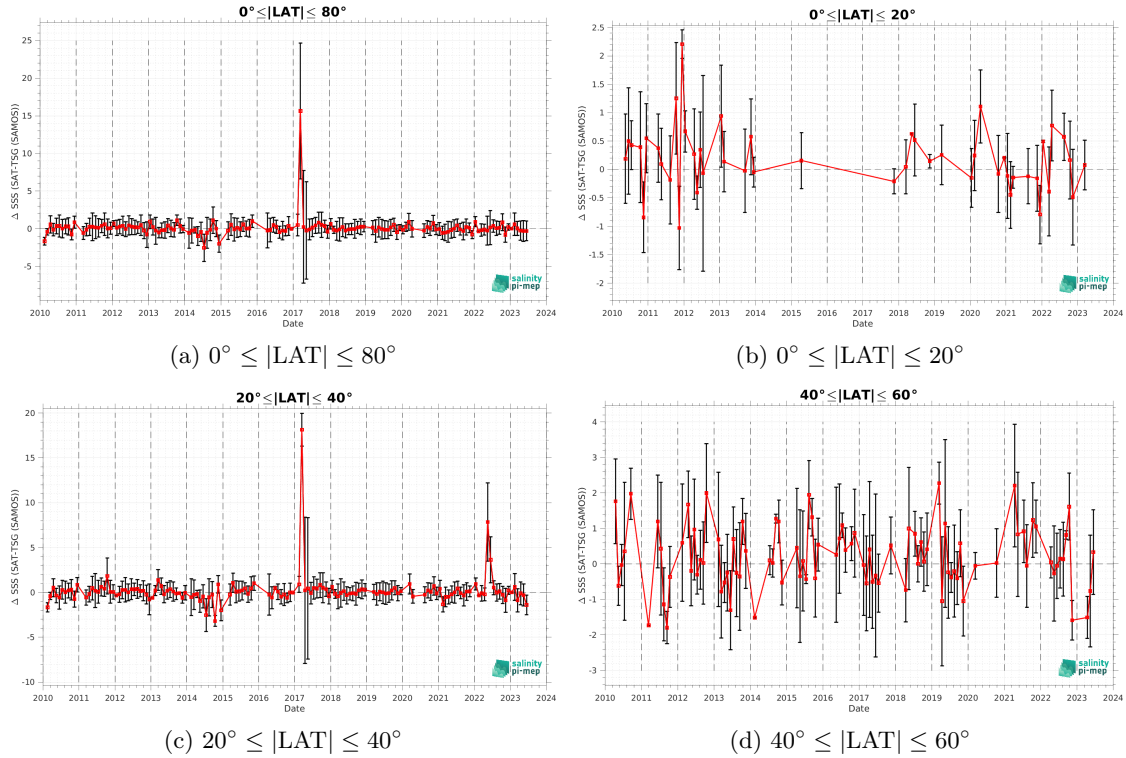 0°≤|LAT|≤ 80°
Δ SSS (SAT-TSG (SAMOS))
25
20
15
10
5
0
-5
2010 2011 2012 2013 2014 2015 2016 2017 2018 2019 2020 2021 2022 2023 2024
Date
salinity
pi-mep
(a) 0° ≤ |LAT| ≤ 80°
0°≤|LAT|≤ 20°
Δ SSS (SAT-TSG (SAMOS))
2.5
2
1.5
1
0.5
0
-0.5
-1
-1.5
-2
2010 2011 2012 2013 2014 2015 2016 2017 2018 2019 2020 2021 2022 2023 2024
Date
salinity
pi-mep
(b) 0° ≤ |LAT| ≤ 20°
20°≤|LAT|≤ 40°
Δ SSS (SAT-TSG (SAMOS))
20
15
10
5
0
-5
-10
2010 2011 2012 2013 2014 2015 2016 2017 2018 2019 2020 2021 2022 2023 2024
Date
salinity
pi-mep
(c) 20° ≤ |LAT| ≤ 40°
40°≤|LAT|≤ 60°
Δ SSS (SAT-TSG (SAMOS))
4
3
2
1
0
-1
-2
-3
2010 2011 2012 2013 2014 2015 2016 2017 2018 2019 2020 2021 2022 2023 2024
Date
salinity
pi-mep
(d) 40° ≤ |LAT| ≤ 60°